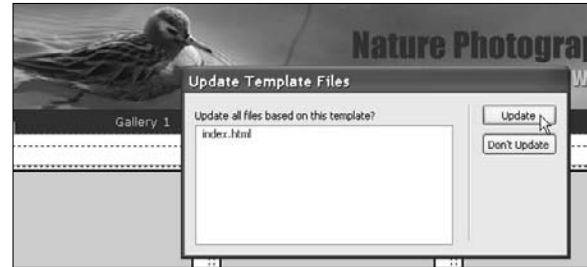 Nature Photogra
W
Update Template Files
Update all files based on this template?
index.html
Update
Don't Update
Gallery 1